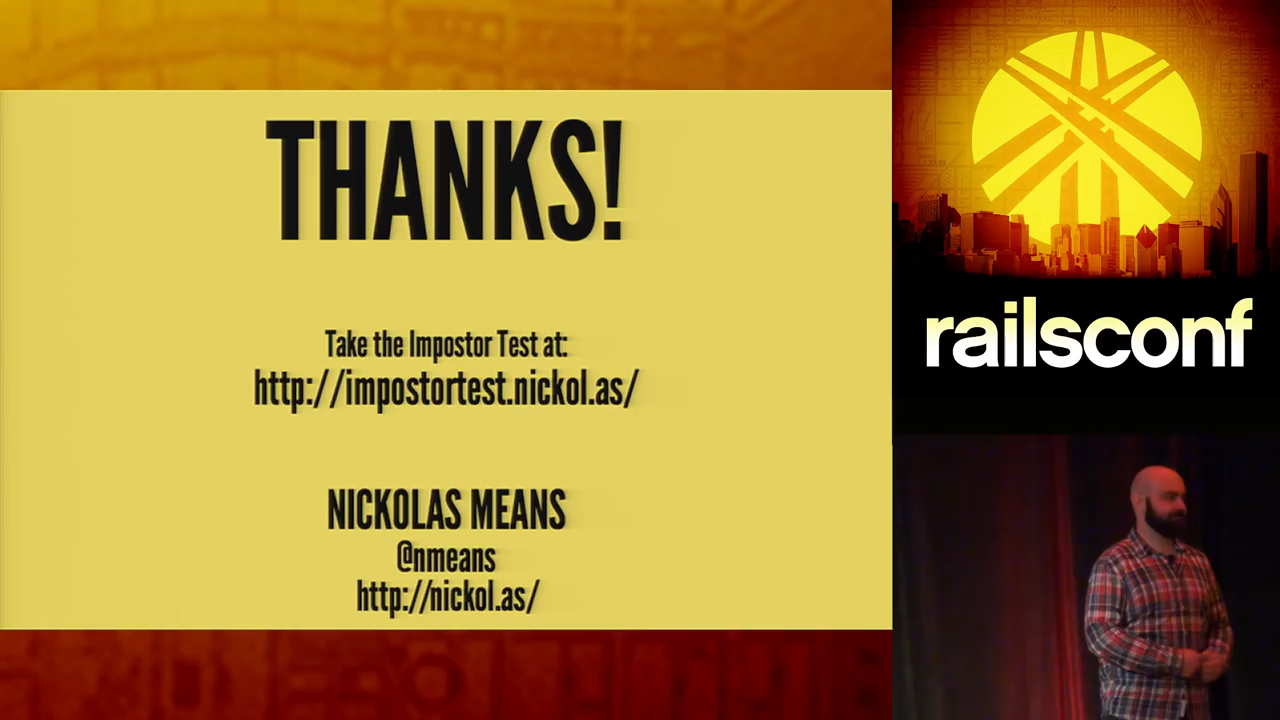 THANKS!
Take the Impostor Test at:
http://impostortest.nickol.as/
NICKOLAS MEANS
@nmeans
http://nickol.as/
railsconf